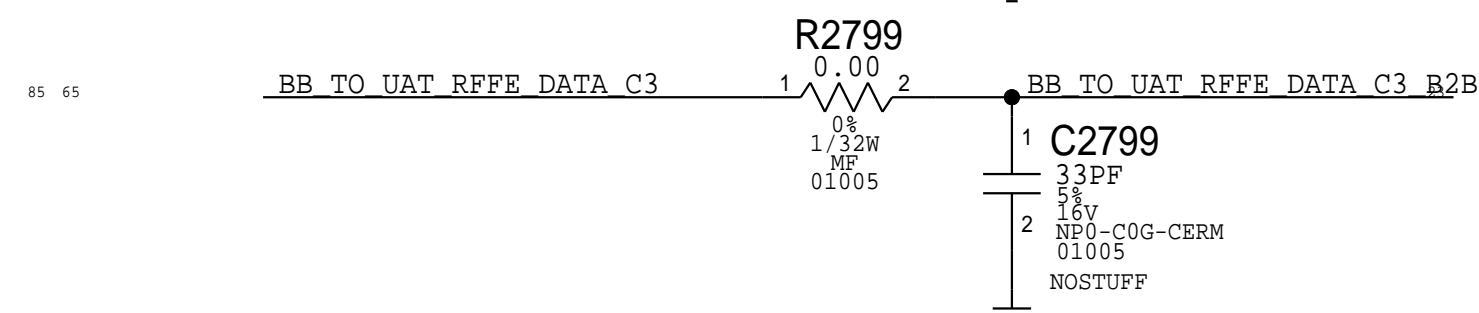 R2799
0.00
85 65
BB_TO_UAT_RFFE_DATA_C3
1
2
BB_TO_UAT_RFFE_DATA_C3_B2B
0%
1/32W
MF
01005
1
C2799
33PF
5%
16V
2
NP0-C0G-CERM
01005
NOSTUFF